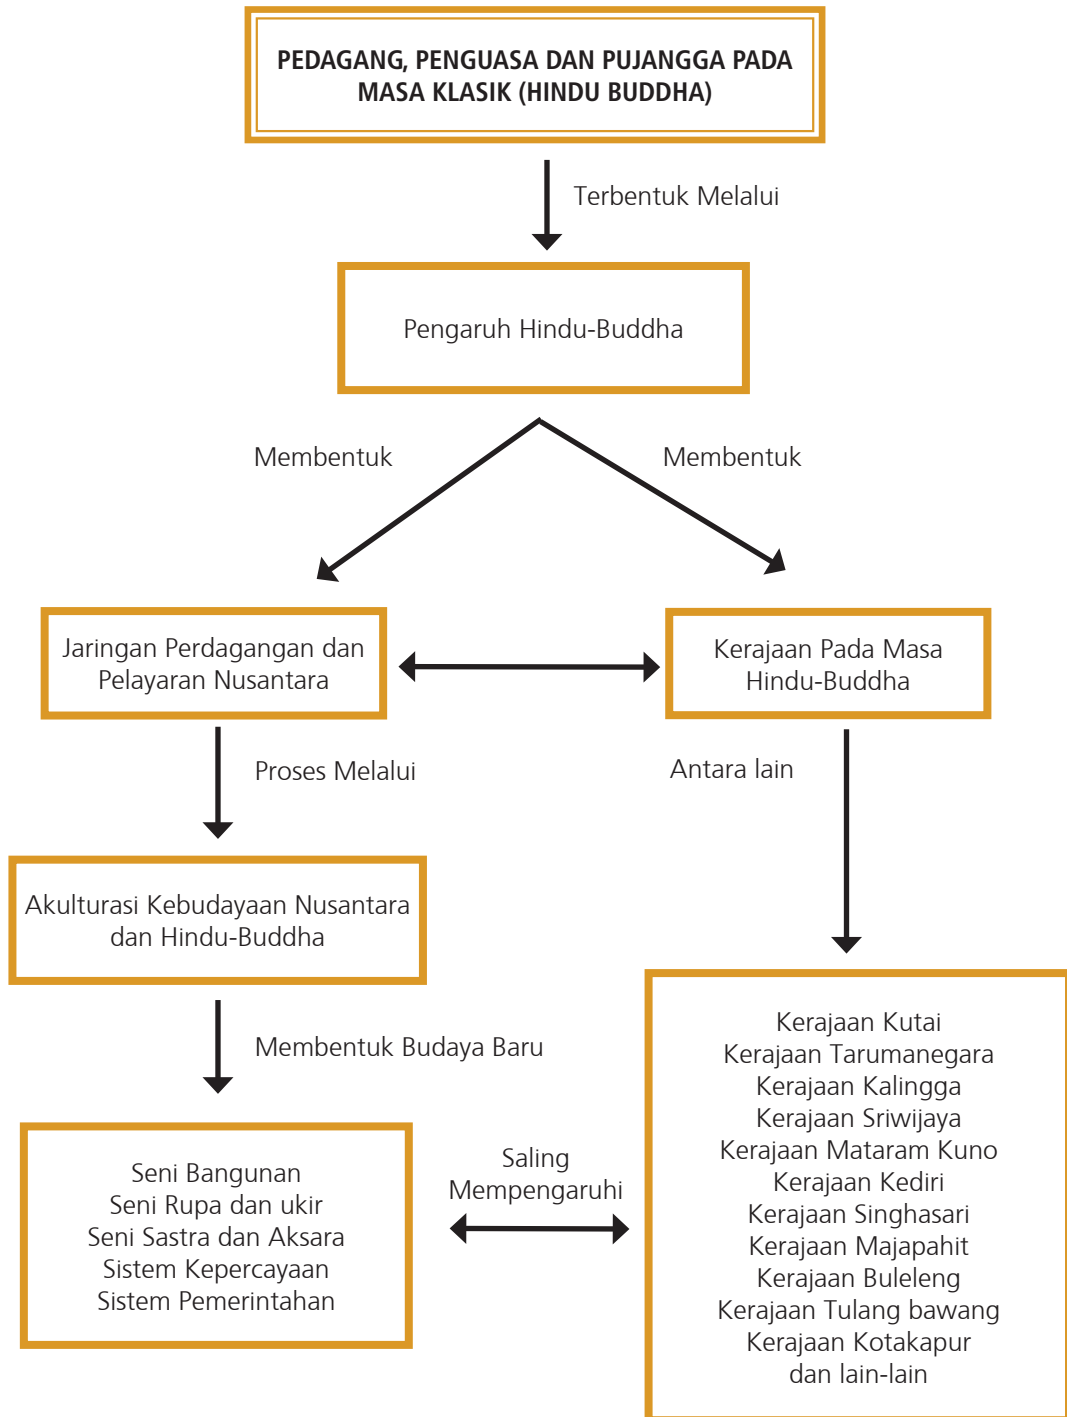 PEDAGANG, PENGUASA DAN PUJANGGA PADA
MASA KLASIK (HINDU BUDDHA)
Terbentuk Melalui
Pengaruh Hindu-Buddha
Membentuk
Membentuk
Jaringan Perdagangan dan
Pelayaran Nusantara
Kerajaan Pada Masa
Hindu-Buddha
Proses Melalui
Antara lain
Akulturasi Kebudayaan Nusantara
dan Hindu-Buddha
Membentuk Budaya Baru
Seni Bangunan
Seni Rupa dan ukir
Seni Sastra dan Aksara
Sistem Kepercayaan
Sistem Pemerintahan
Saling
Mempengaruhi
Kerajaan Kutai
Kerajaan Tarumanegara
Kerajaan Kalingga
Kerajaan Sriwijaya
Kerajaan Mataram Kuno
Kerajaan Kediri
Kerajaan Singhasari
Kerajaan Majapahit
Kerajaan Buleleng
Kerajaan Tulang bawang
Kerajaan Kotakapur
dan lain-lain